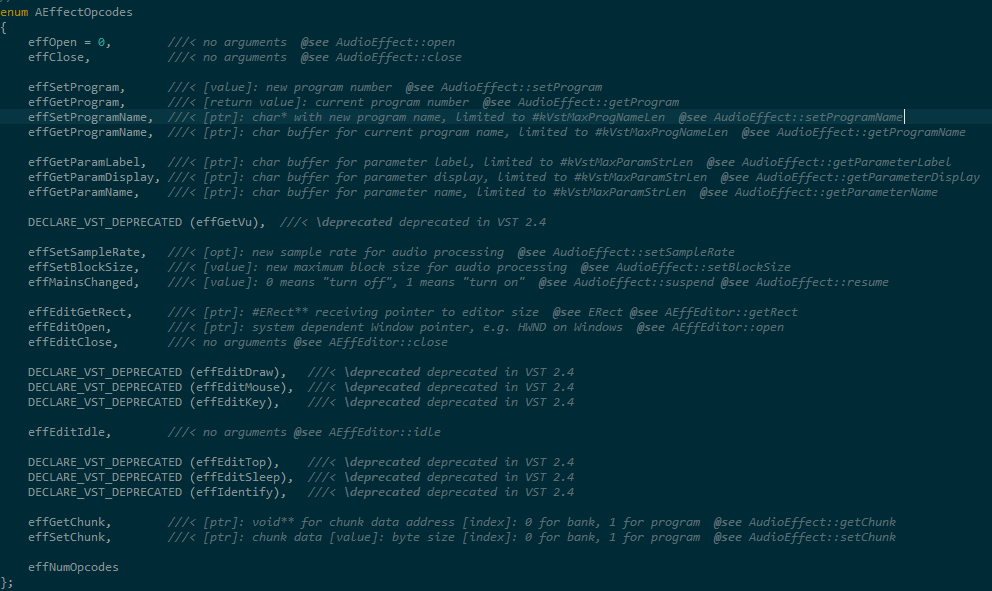 enum AEffectOpcodes
{
effOpen = 0, ///< no arguments @see AudioEffect::open
effClose, ///< no arguments @see AudioEffect::close
effSetProgram, ///< [value]: new program number @see AudioEffect::setProgram
effGetProgram, ///< [return value]: current program number @see AudioEffect::getProgram
effSetProgramName, ///< [ptr]: char* with new program name, limited to #kVstMaxProgNameLen @see AudioEffect::setProgramName
effGetProgramName, ///< [ptr]: char buffer for current program name, limited to #kVstMaxProgNameLen @see AudioEffect::getProgramName
effGetParamLabel, ///< [ptr]: char buffer for parameter label, limited to #kVstMaxParamStrLen @see AudioEffect::getParameterLabel
effGetParamDisplay, ///< [ptr]: char buffer for parameter display, limited to #kVstMaxParamStrLen @see AudioEffect::getParameterDisplay
effGetParamName, ///< [ptr]: char buffer for parameter name, limited to #kVstMaxParamStrLen @see AudioEffect::getParameterName
DECLARE_VST_DEPRECATED (effGetVu), ///< \deprecated deprecated in VST 2.4
effSetSampleRate, ///< [opt]: new sample rate for audio processing @see AudioEffect::setSampleRate
effSetBlockSize, ///< [value]: new maximum block size for audio processing @see AudioEffect::setBlockSize
effMainsChanged, ///< [value]: 0 means "turn off", 1 means "turn on" @see AudioEffect::suspend @see AudioEffect::resume
effEditGetRect, ///< [ptr]: #ERect** receiving pointer to editor size @see ERect @see AEffEditor::getRect
effEditOpen, ///< [ptr]: system dependent Window pointer, e.g. HWND on Windows @see AEffEditor::open
effEditClose, ///< no arguments @see AEffEditor::close
DECLARE_VST_DEPRECATED (effEditDraw), ///< \deprecated deprecated in VST 2.4
DECLARE_VST_DEPRECATED (effEditMouse), ///< \deprecated deprecated in VST 2.4
DECLARE_VST_DEPRECATED (effEditKey), ///< \deprecated deprecated in VST 2.4
effEditIdle, ///< no arguments @see AEffEditor::idle
DECLARE_VST_DEPRECATED (effEditTop), ///< \deprecated deprecated in VST 2.4
DECLARE_VST_DEPRECATED (effEditSleep), ///< \deprecated deprecated in VST 2.4
DECLARE_VST_DEPRECATED (effIdentify), ///< \deprecated deprecated in VST 2.4
effGetChunk, ///< [ptr]: void** for chunk data address [index]: 0 for bank, 1 for program @see AudioEffect::getChunk
effSetChunk, ///< [ptr]: chunk data [value]: byte size [index]: 0 for bank, 1 for program @see AudioEffect::setChunk
effNumOpcodes
};